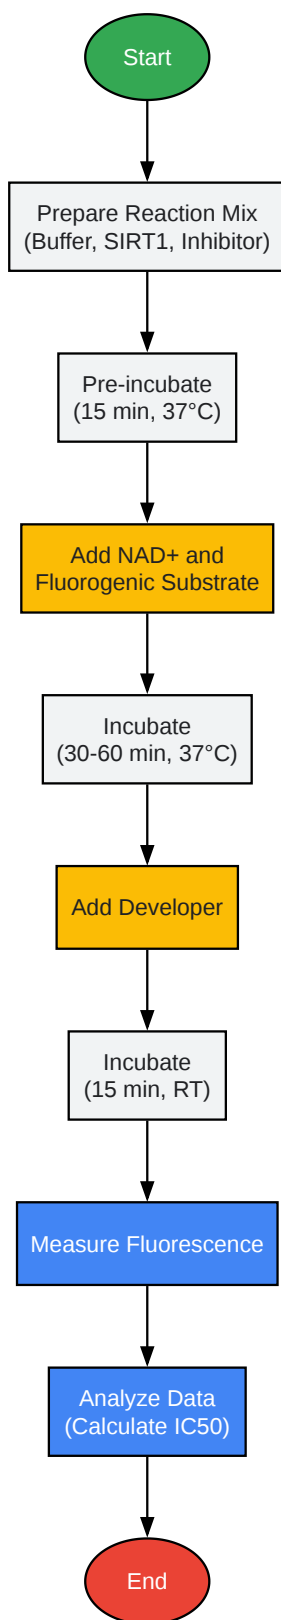 Start
Prepare Reaction Mix
(Buffer, SIRT1, Inhibitor)
Pre-incubate
(15 min, 37°C)
Add NAD+ and
Fluorogenic Substrate
Incubate
(30-60 min, 37°C)
Add Developer
Incubate
(15 min, RT)
Measure Fluorescence
Analyze Data
(Calculate IC50)
End